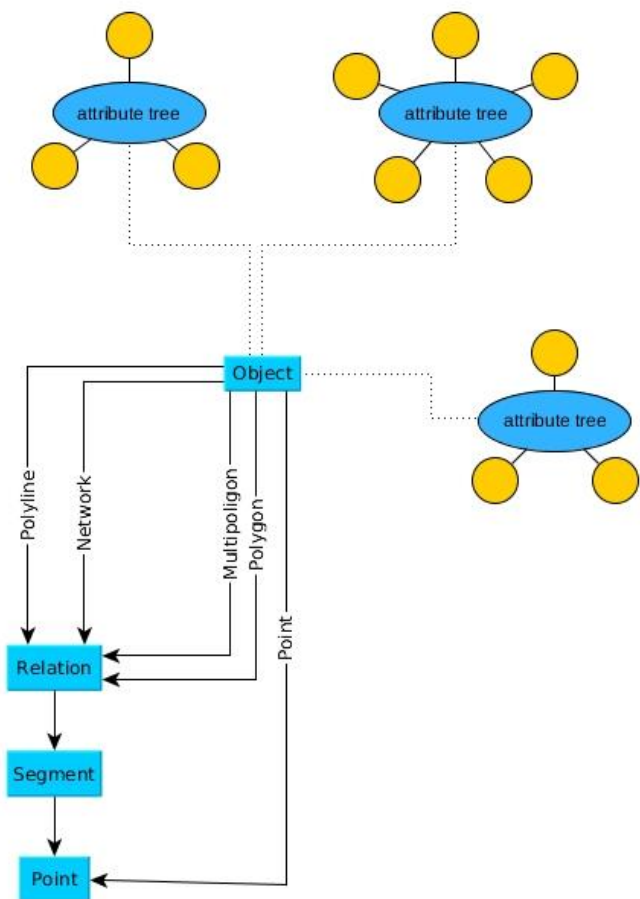 attribute tree
attribute tree
Object
attribute tree
Polyline
Network
Multipoligon
Polygon
Point
Relation
Segment
Point